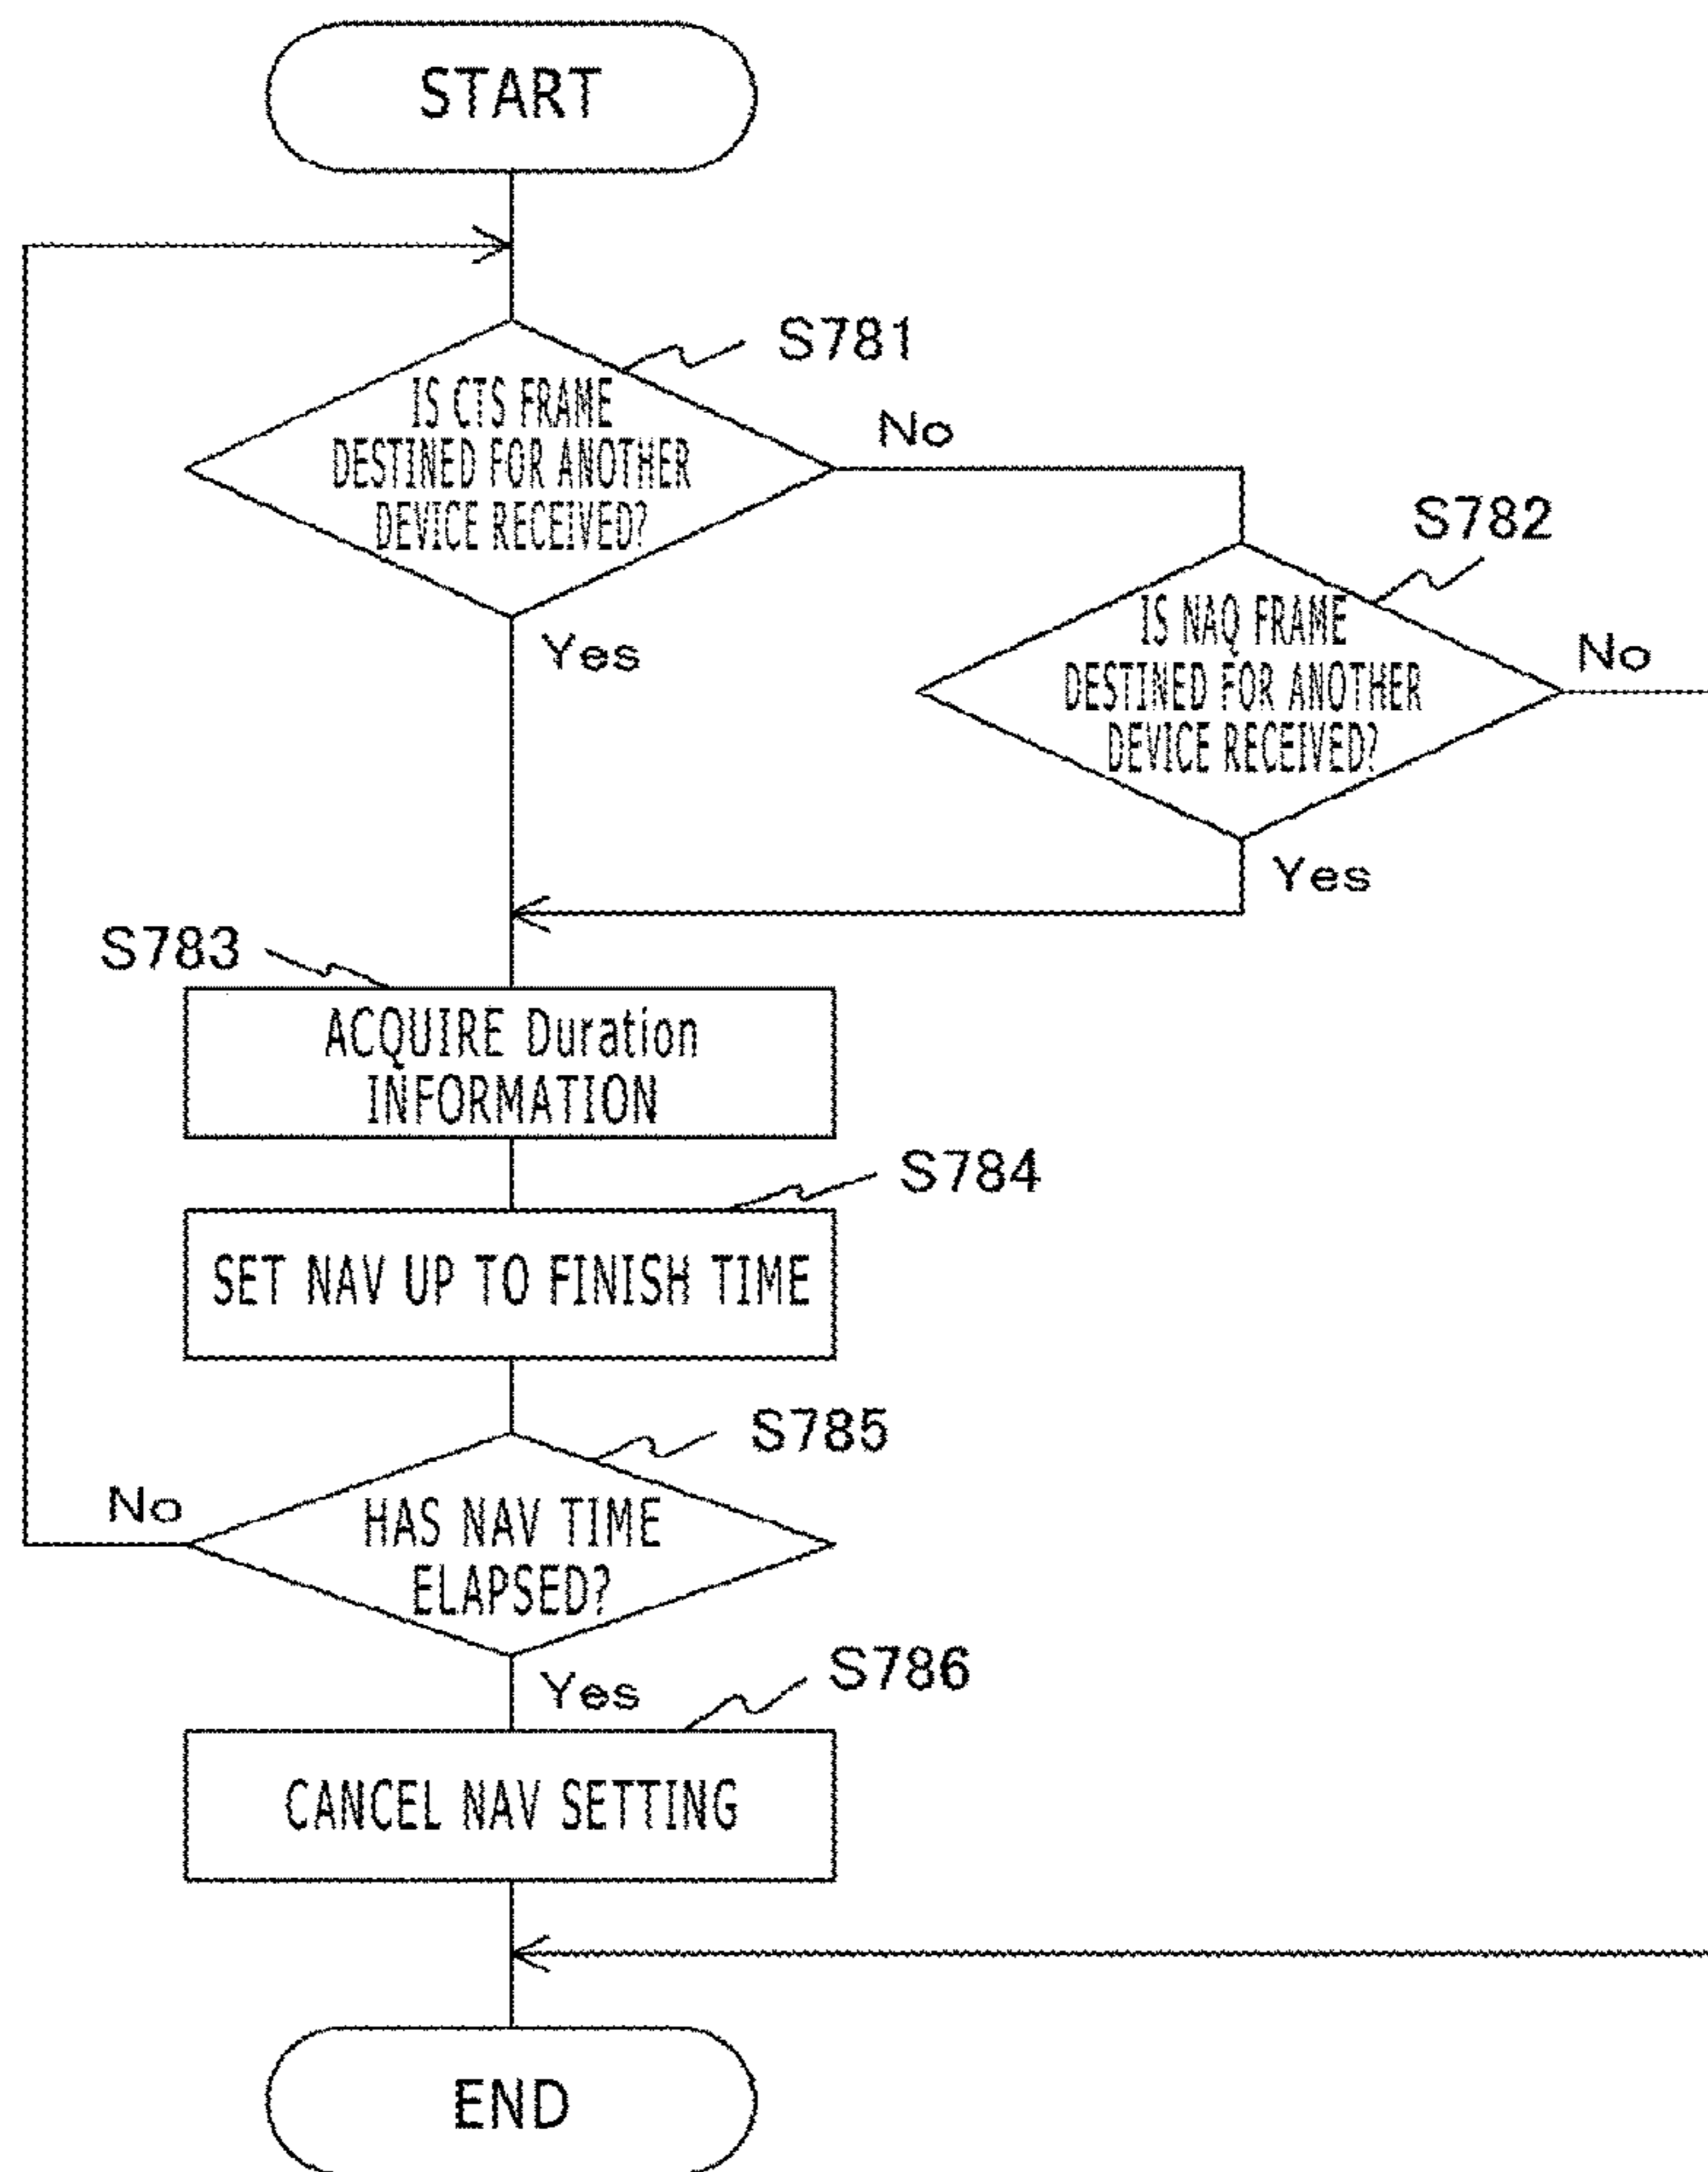 START
S781
IS CTS FRAME
DESTINED FOR ANOTHER
DEVICE RECEIVED?
No
Yes
S782
IS NAQ FRAME
DESTINED FOR ANOTHER
DEVICE RECEIVED?
No
Yes
S783
ACQUIRE Duration
INFORMATION
S784
SET NAV UP TO FINISH TIME
S785
HAS NAV TIME
ELAPSED?
No
Yes
S786
CANCEL NAV SETTING
END